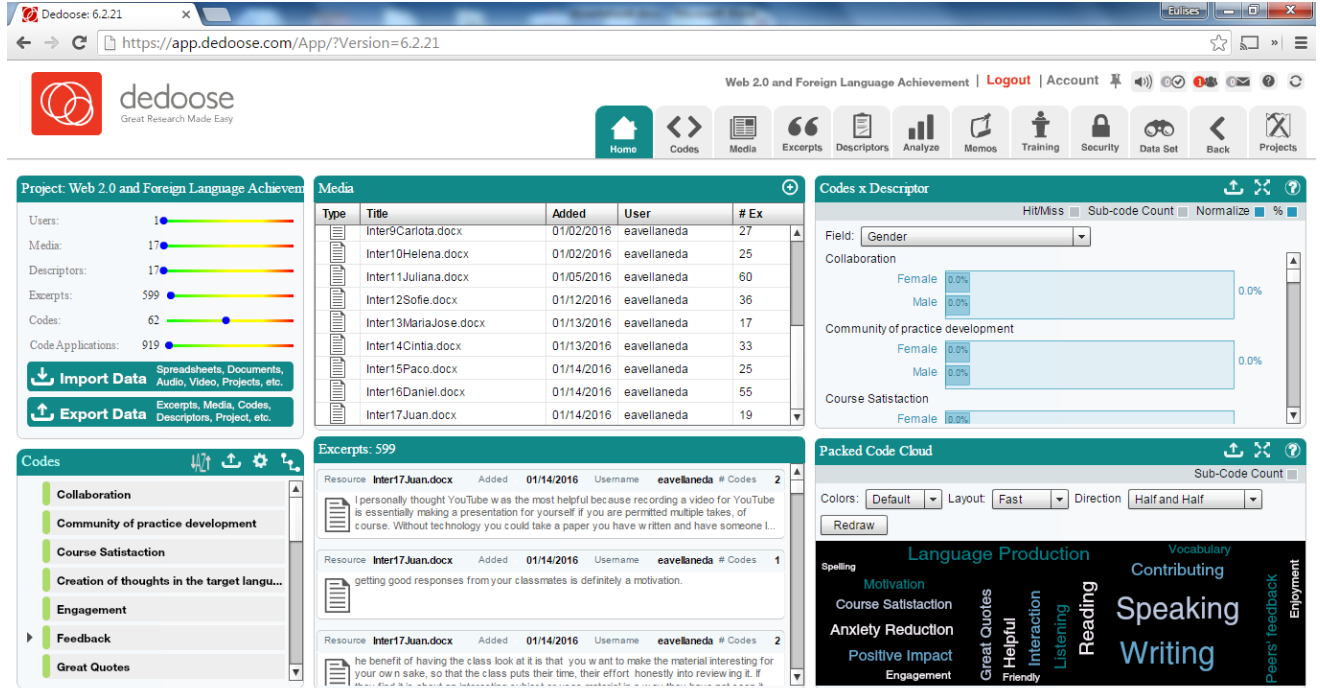 Dedoose: 6.2.21
Eulises
https://app.dedoose.com/App/?Version=6.2.21
dedoose
Great Research Made Easy
Web 2.0 and Foreign Language Achievement | Logout | Account
Home Codes Media Excerpts Descriptors Analyze Memos Training Security Data Set Back Projects
Project: Web 2.0 and Foreign Language Achievem
Users: 1
Media: 17
Descriptors: 17
Excerpts: 599
Codes: 62
Code Applications: 919
Import Data Spreadsheets, Documents,
Audio, Video, Projects, etc.
Export Data Excerpts, Media, Codes,
Descriptors, Project, etc.
Media
Type Title Added User # Ex
Inter9Carlota.docx 01/02/2016 eavellaneda 27
Inter10Helena.docx 01/02/2016 eavellaneda 25
Inter11Juliana.docx 01/05/2016 eavellaneda 60
Inter12Sofie.docx 01/12/2016 eavellaneda 36
Inter13MariaJose.docx 01/13/2016 eavellaneda 17
Inter14Cintia.docx 01/13/2016 eavellaneda 33
Inter15Paco.docx 01/14/2016 eavellaneda 25
Inter16Daniel.docx 01/14/2016 eavellaneda 55
Inter17Juan.docx 01/14/2016 eavellaneda 19
Codes x Descriptor
Hit/Miss Sub-code Count Normalize %
Field: Gender
Collaboration
Female 0.0%
0.0%
Male 0.0%
Community of practice development
Female 0.0%
0.0%
Male 0.0%
Course Satistaction
Female 0.0%
Codes
Collaboration
Community of practice development
Course Satistaction
Creation of thoughts in the target langu...
Engagement
Feedback
Great Quotes
Excerpts: 599
Resource Inter17Juan.docx Added 01/14/2016 Username eavellaneda # Codes 2
I personally thought YouTube was the most helpful because recording a video for YouTube
is essentially making a presentation for yourself if you are permitted multiple takes, of
course. Without technology you could take a paper you have written and have someone l...
Resource Inter17Juan.docx Added 01/14/2016 Username eavellaneda # Codes 1
getting good responses from your classmates is definitely a motivation.
Resource Inter17Juan.docx Added 01/14/2016 Username eavellaneda # Codes 2
he benefit of having the class look at it is that you want to make the material interesting for
your own sake, so that the class puts their time, their effort honestly into reviewing it. If
Packed Code Cloud
Sub-Code Count
Colors: Default Layout: Fast Direction Half and Half
Redraw
Language Production
Vocabulary
Spelling
Contributing
Motivation
Course Satistaction
Speaking
Anxiety Reduction
Positive Impact
Writing
Engagement
Great Quotes
Helpful
Friendly
Interaction
Listening
Reading
Peers' feedback
Enjoyment